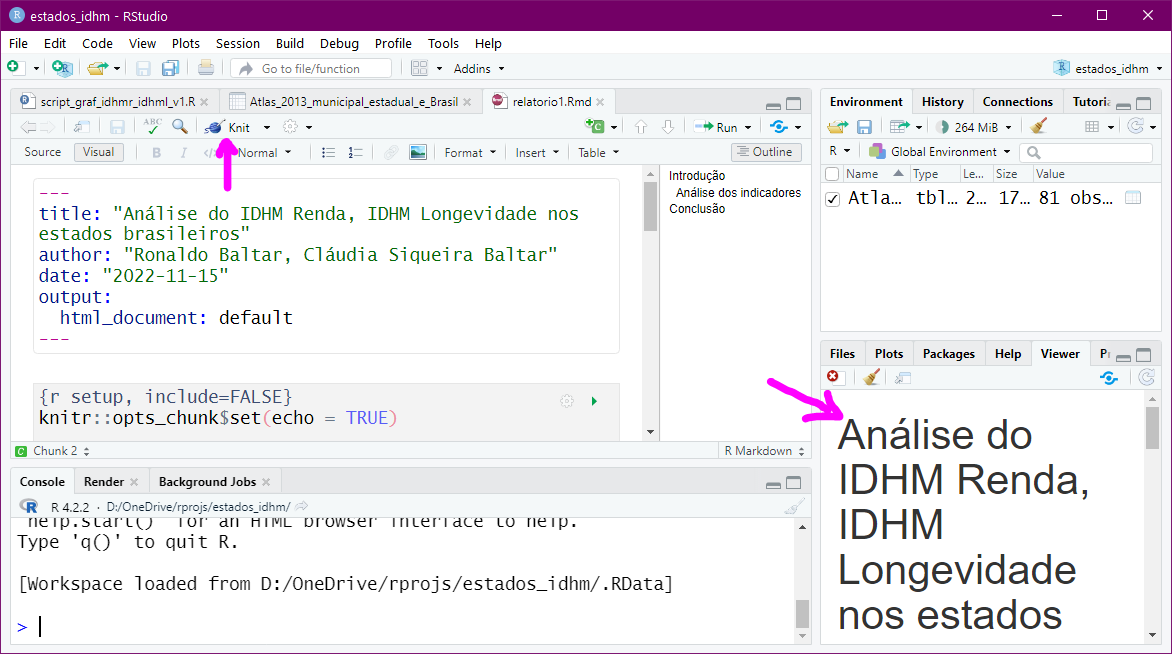 estados_idhm - RStudio
File Edit Code View Plots Session Build Debug Profile Tools Help
Go to file/function Addins estados_idhm
script_graf_idhmr_idhml_v1.R Atlas_2013_municipal_estadual_e_Brasil relatorio1.Rmd
ABC Knit Run
Source Visual B I </> Normal Format Insert Table Outline
---
title: "Análise do IDHM Renda, IDHM Longevidade nos
estados brasileiros"
author: "Ronaldo Baltar, Cláudia Siqueira Baltar"
date: "2022-11-15"
output:
html_document: default
---
{r setup, include=FALSE}
knitr::opts_chunk$set(echo = TRUE)
Introdução
Análise dos indicadores
Conclusão
Chunk 2 R Markdown
Console Render Background Jobs
R 4.2.2 · D:/OneDrive/rprojs/estados_idhm/
'help.start()' for an HTML browser interface to help.
Type 'q()' to quit R.
[Workspace loaded from D:/OneDrive/rprojs/estados_idhm/.RData]
>
Environment History Connections Tutoria
264 MiB
R Global Environment
Name Type Le... Size Value
Atla... tbl... 2... 17... 81 obs...
Files Plots Packages Help Viewer
Análise do
IDHM Renda,
IDHM
Longevidade
nos estados